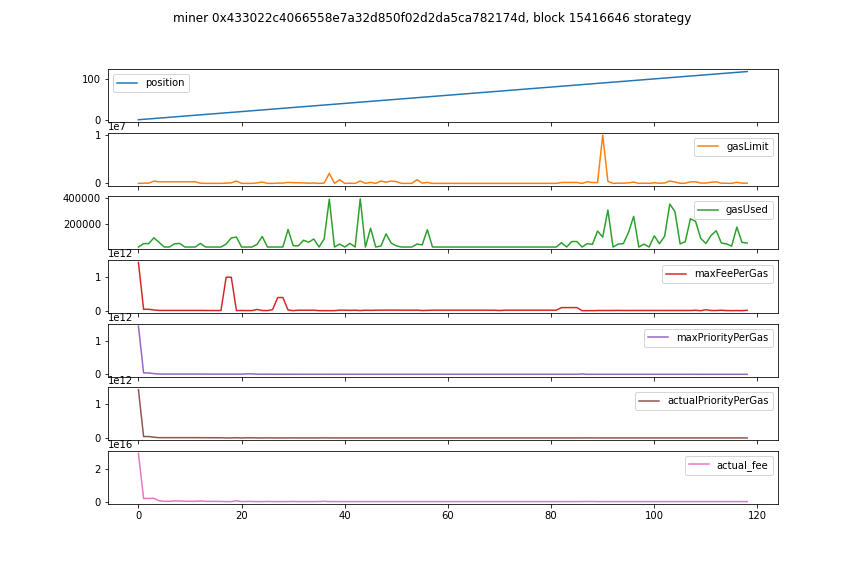 miner 0x433022c4066558e7a32d850f02d2da5ca782174d, block 15416646 storategy
100
0
position
1e7
1
0
gasLimit
400000
200000
gasUsed
1e12
1
0
maxFeePerGas
1e12
1
0
maxPriorityPerGas
1e12
1
0
actualPriorityPerGas
1e16
2
0
actual_fee
0 20 40 60 80 100 120